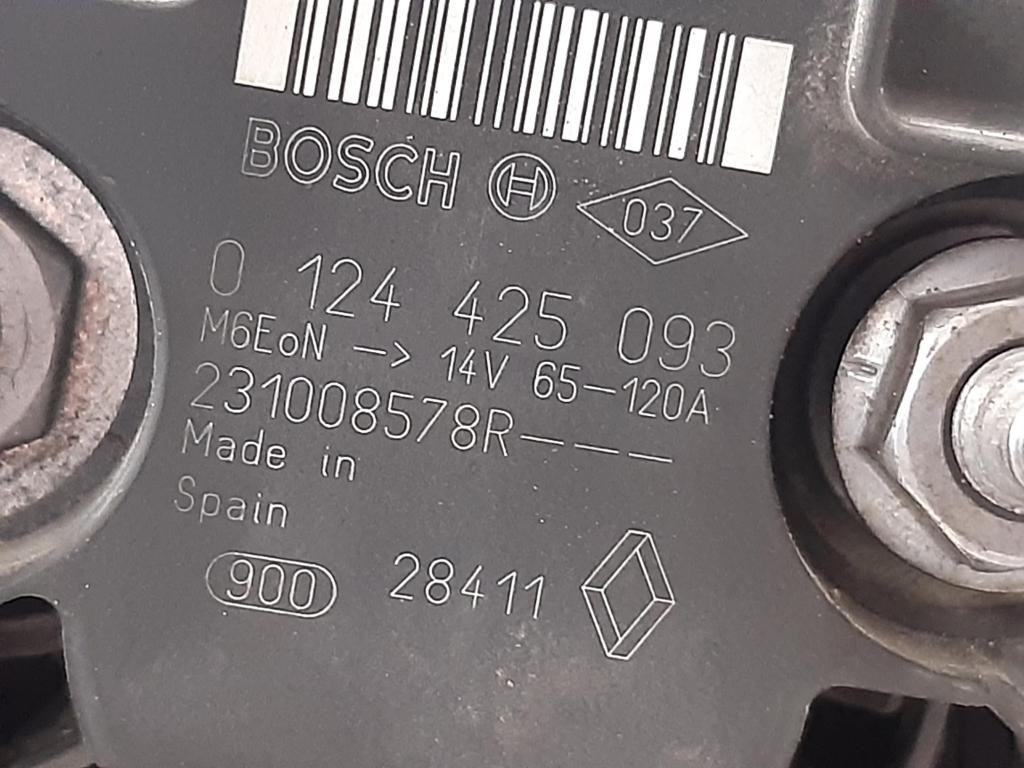 BOSCH 037
0 124 425 093
M6EoN –> 14V 65–120A
231008578R–––
Made in
Spain
900 28411